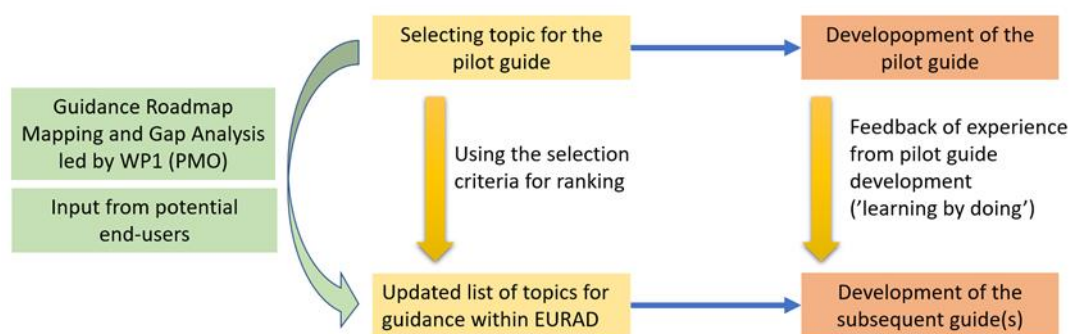 Selecting topic for the
pilot guide
Developopment of the
pilot guide
Guidance Roadmap
Mapping and Gap Analysis
led by WP1 (PMO)
Input from potential
end-users
Using the selection
criteria for ranking
Feedback of experience
from pilot guide
development
('learning by doing')
Updated list of topics for
guidance within EURAD
Development of the
subsequent guide(s)